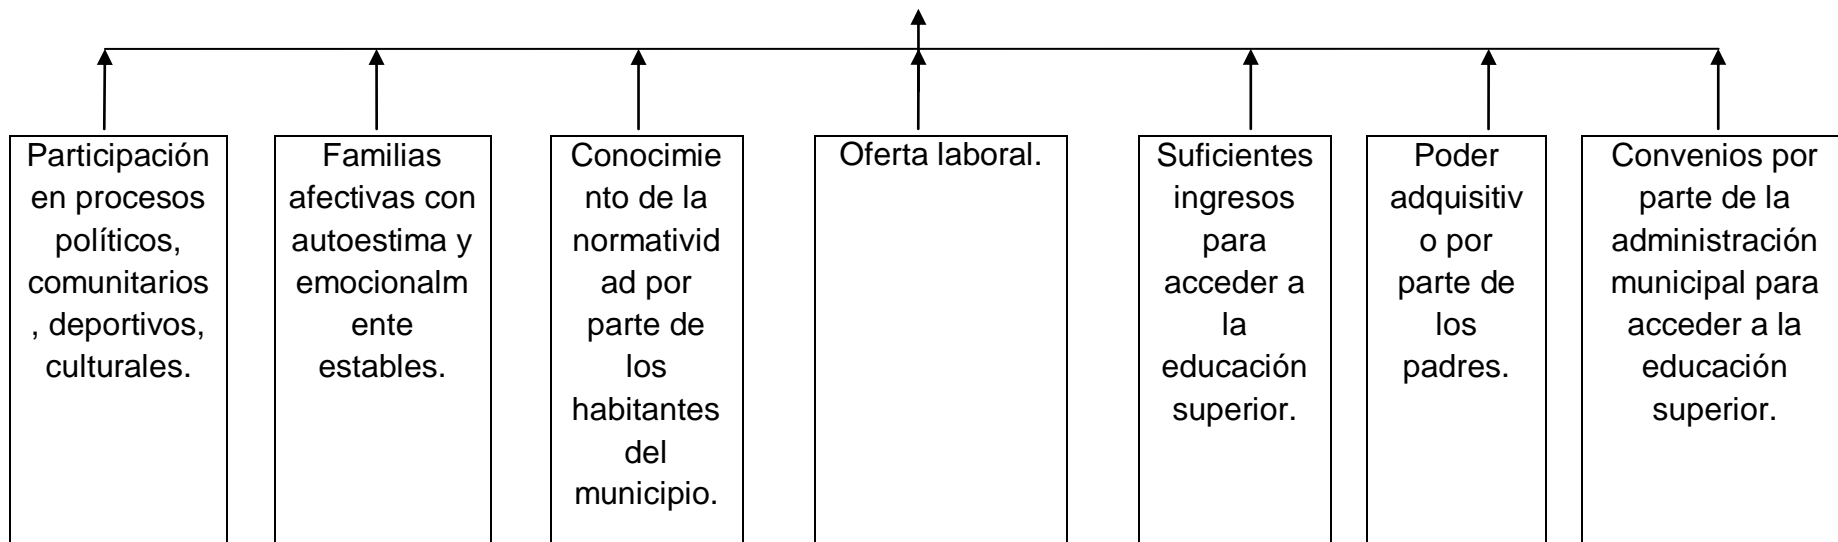 Participación
en procesos
políticos,
comunitarios
, deportivos,
culturales.
Familias
afectivas con
autoestima y
emocionalm
ente
estables.
Conocimie
nto de la
normativid
ad por
parte de
los
habitantes
del
municipio.
Oferta laboral.
Suficientes
ingresos
para
acceder a
la
educación
superior.
Poder
adquisitiv
o por
parte de
los
padres.
Convenios por
parte de la
administración
municipal para
acceder a la
educación
superior.